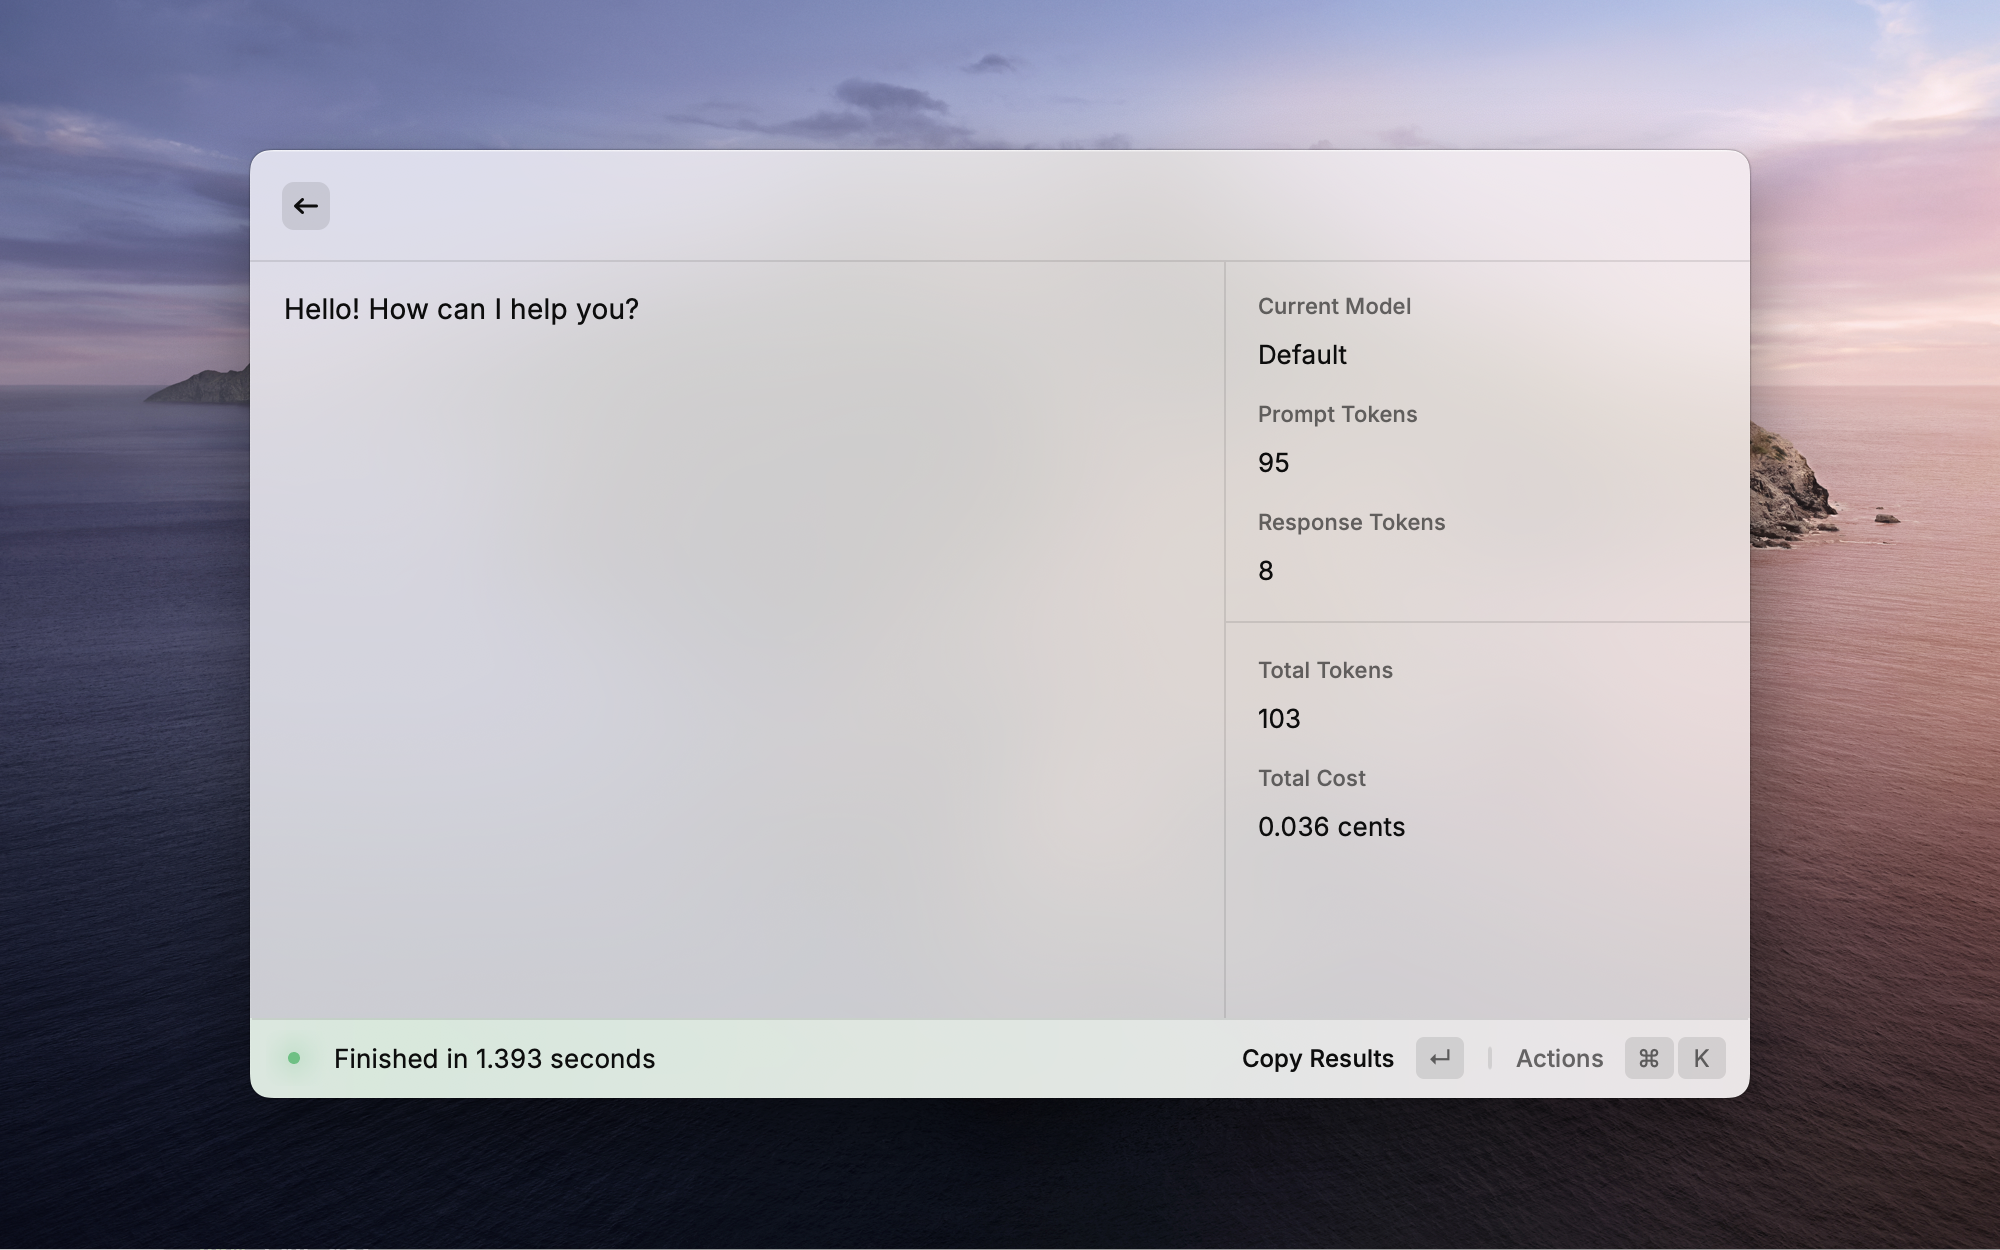 Hello! How can I help you?
Current Model
Default
Prompt Tokens
95
Response Tokens
8
Total Tokens
103
Total Cost
0.036 cents
Finished in 1.393 seconds
Copy Results ↵ Actions ⌘ K